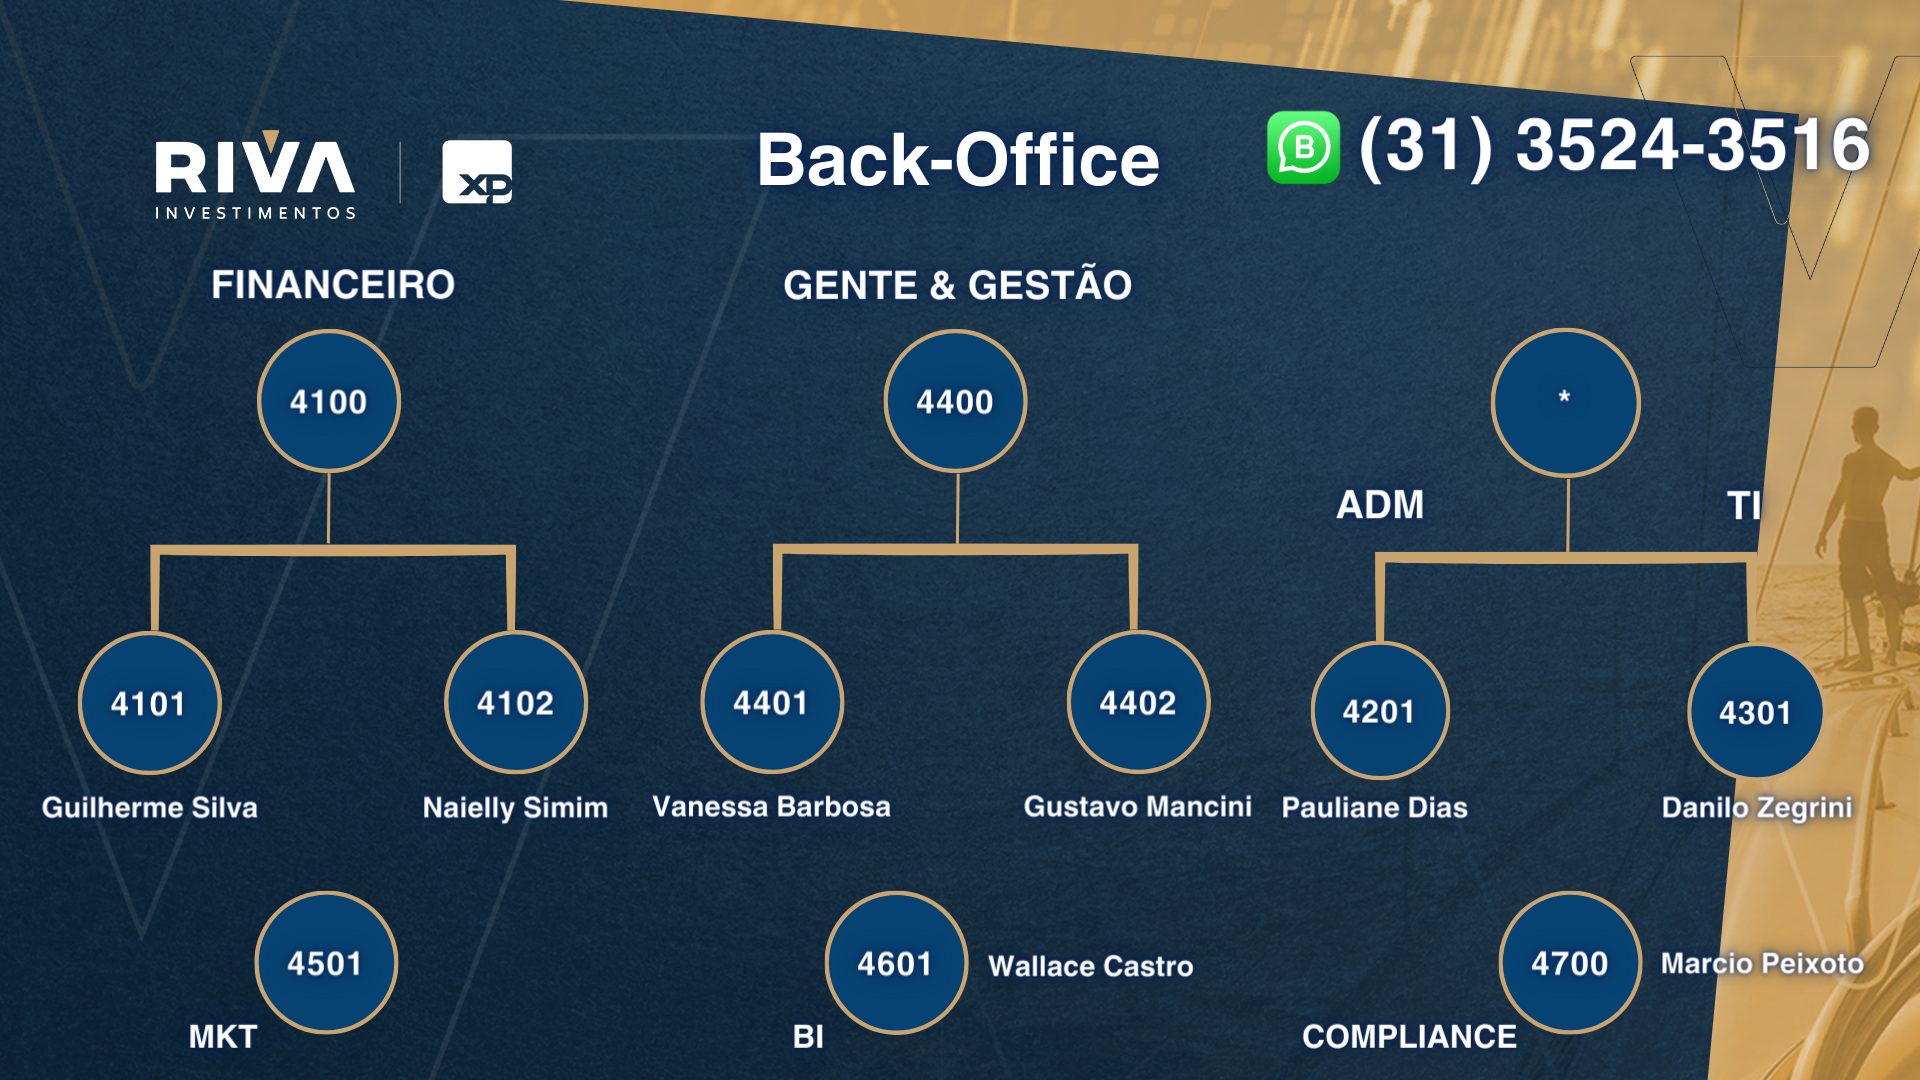 RIVA
INVESTIMENTOS
XP
Back-Office
B
(31) 3524-3516
FINANCEIRO
GENTE & GESTÃO
4100
4400
*
ADM
TI
4101
4102
4401
4402
4201
4301
Guilherme Silva
Naielly Simim
Vanessa Barbosa
Gustavo Mancini
Pauliane Dias
Danilo Zegrini
4501
4601
Wallace Castro
4700
Marcio Peixoto
MKT
BI
COMPLIANCE